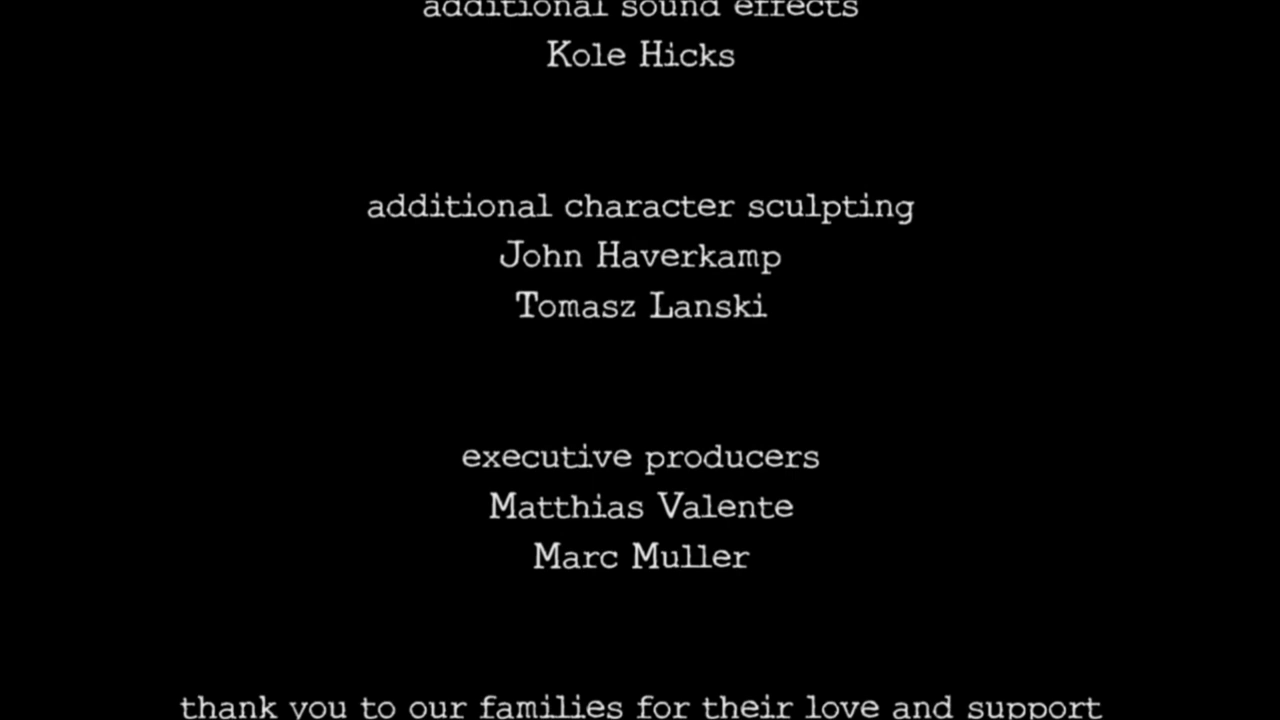 additional sound effects
Kole Hicks
additional character sculpting
John Haverkamp
Tomasz Lanski
executive producers
Matthias Valente
Marc Muller
thank you to our families for their love and support